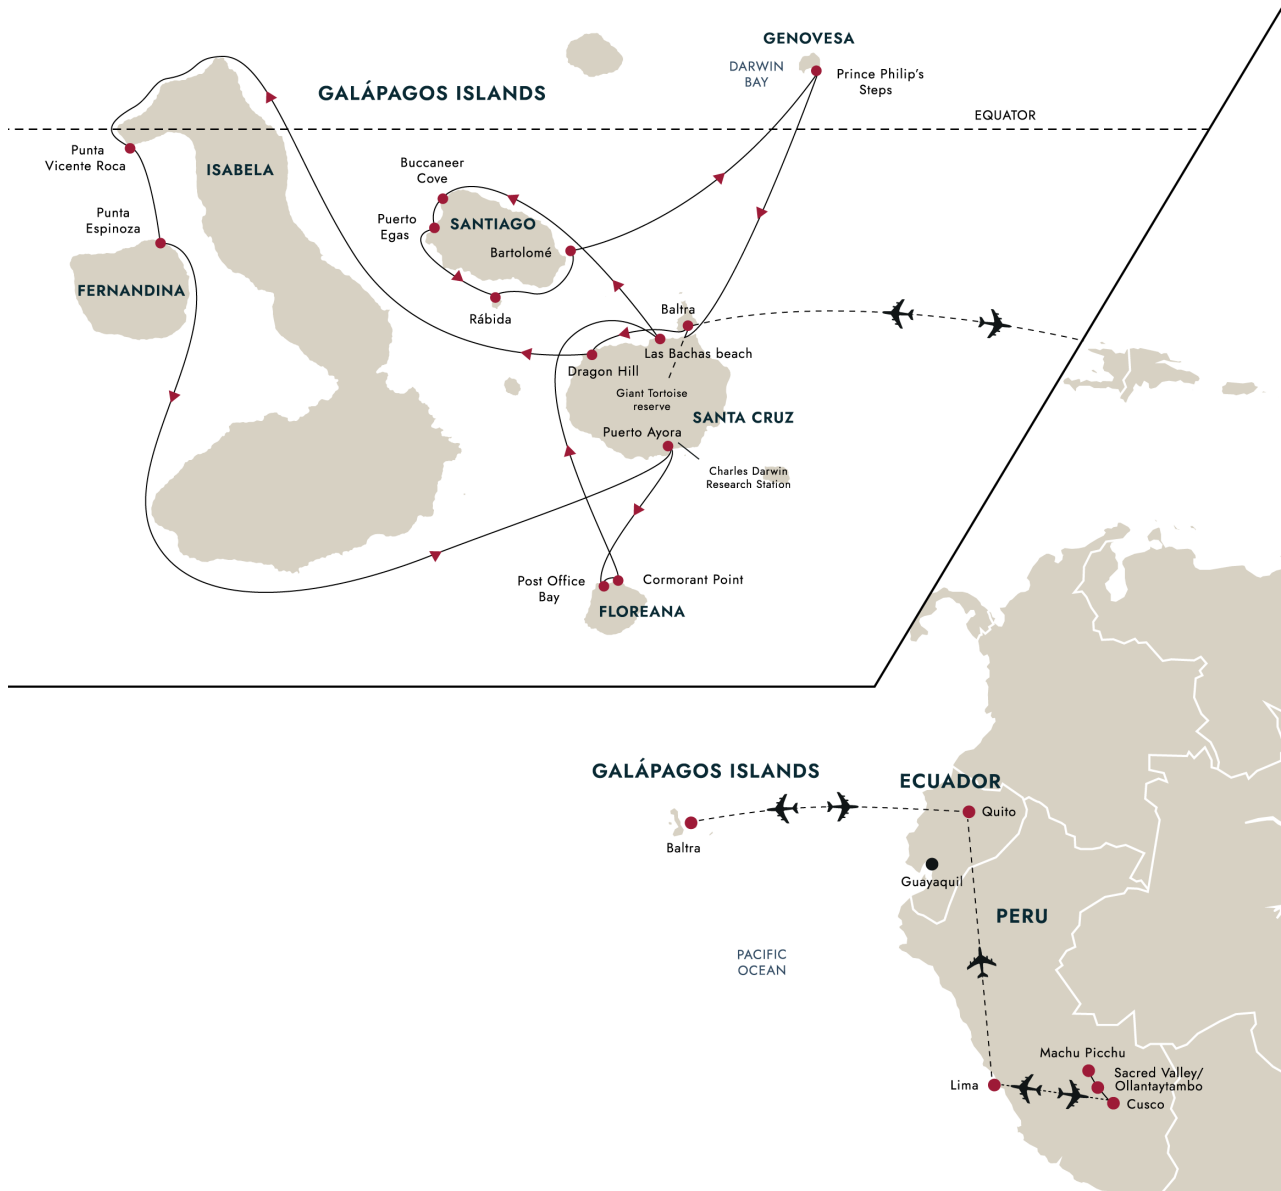 GENOVESA
DARWIN
BAY
Prince Philip's
Steps
GALÁPAGOS ISLANDS
EQUATOR
Punta
Vicente Roca
ISABELA
Buccaneer
Cove
Punta
Espinoza
Puerto
Egas
SANTIAGO
Bartolomé
FERNANDINA
Rábida
Baltra
Las Bachas beach
Dragon Hill
Giant Tortoise
reserve
SANTA CRUZ
Puerto Ayora
Charles Darwin
Research Station
Post Office
Bay
Cormorant Point
FLOREANA
GALÁPAGOS ISLANDS
ECUADOR
Quito
Baltra
Guayaquil
PERU
PACIFIC
OCEAN
Machu Picchu
Sacred Valley/
Ollantaytambo
Lima
Cusco